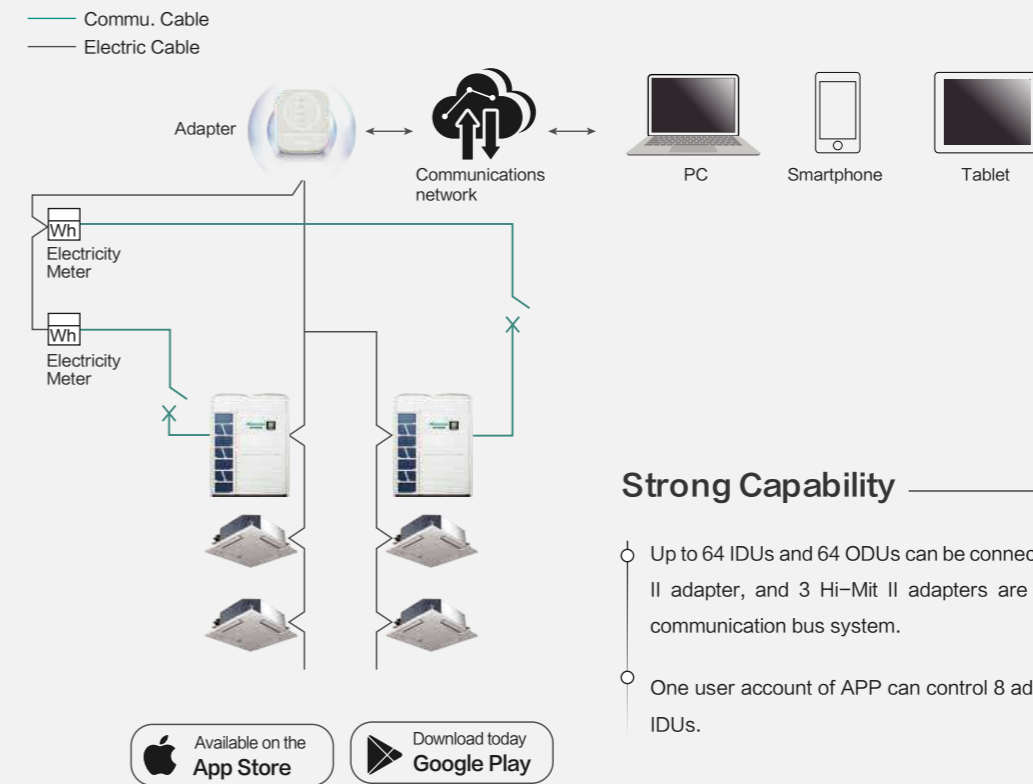 Commu. Cable
Electric Cable
Adapter
Communications
network
PC
Smartphone
Tablet
Wh
Electricity
Meter
Wh
Electricity
Meter
Strong Capability
Up to 64 IDUs and 64 ODUs can be connec
II adapter, and 3 Hi-Mit II adapters are
communication bus system.
One user account of APP can control 8 ad
IDUs.
Available on the
App Store
Download today
Google Play